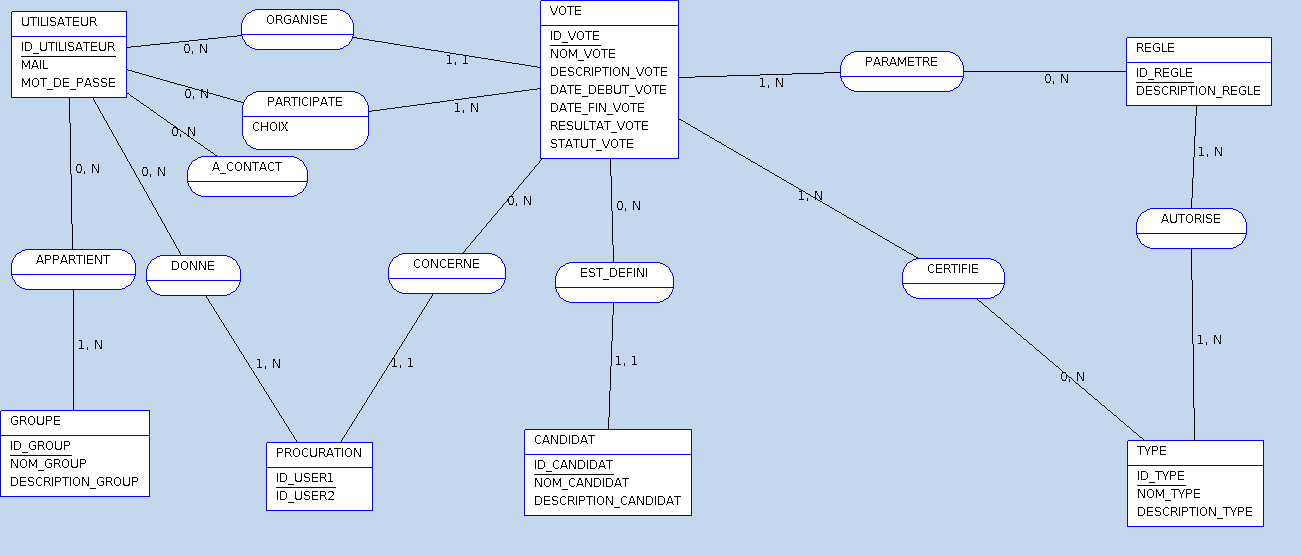 UTILISATEUR
ID_UTILISATEUR
MAIL
MOT_DE_PASSE
ORGANISE
0, N
1, 1
PARTICIPATE
CHOIX
0, N
1, N
A_CONTACT
0, N
VOTE
ID_VOTE
NOM_VOTE
DESCRIPTION_VOTE
DATE_DEBUT_VOTE
DATE_FIN_VOTE
RESULTAT_VOTE
STATUT_VOTE
PARAMETRE
1, N
0, N
REGLE
ID_REGLE
DESCRIPTION_REGLE
0, N
0, N
0, N
0, N
1, N
1, N
APPARTIENT
DONNE
CONCERNE
EST_DEFINI
CERTIFIE
AUTORISE
1, N
1, N
1, 1
1, 1
0, N
1, N
GROUPE
ID_GROUP
NOM_GROUP
DESCRIPTION_GROUP
PROCURATION
ID_USER1
ID_USER2
CANDIDAT
ID_CANDIDAT
NOM_CANDIDAT
DESCRIPTION_CANDIDAT
TYPE
ID_TYPE
NOM_TYPE
DESCRIPTION_TYPE